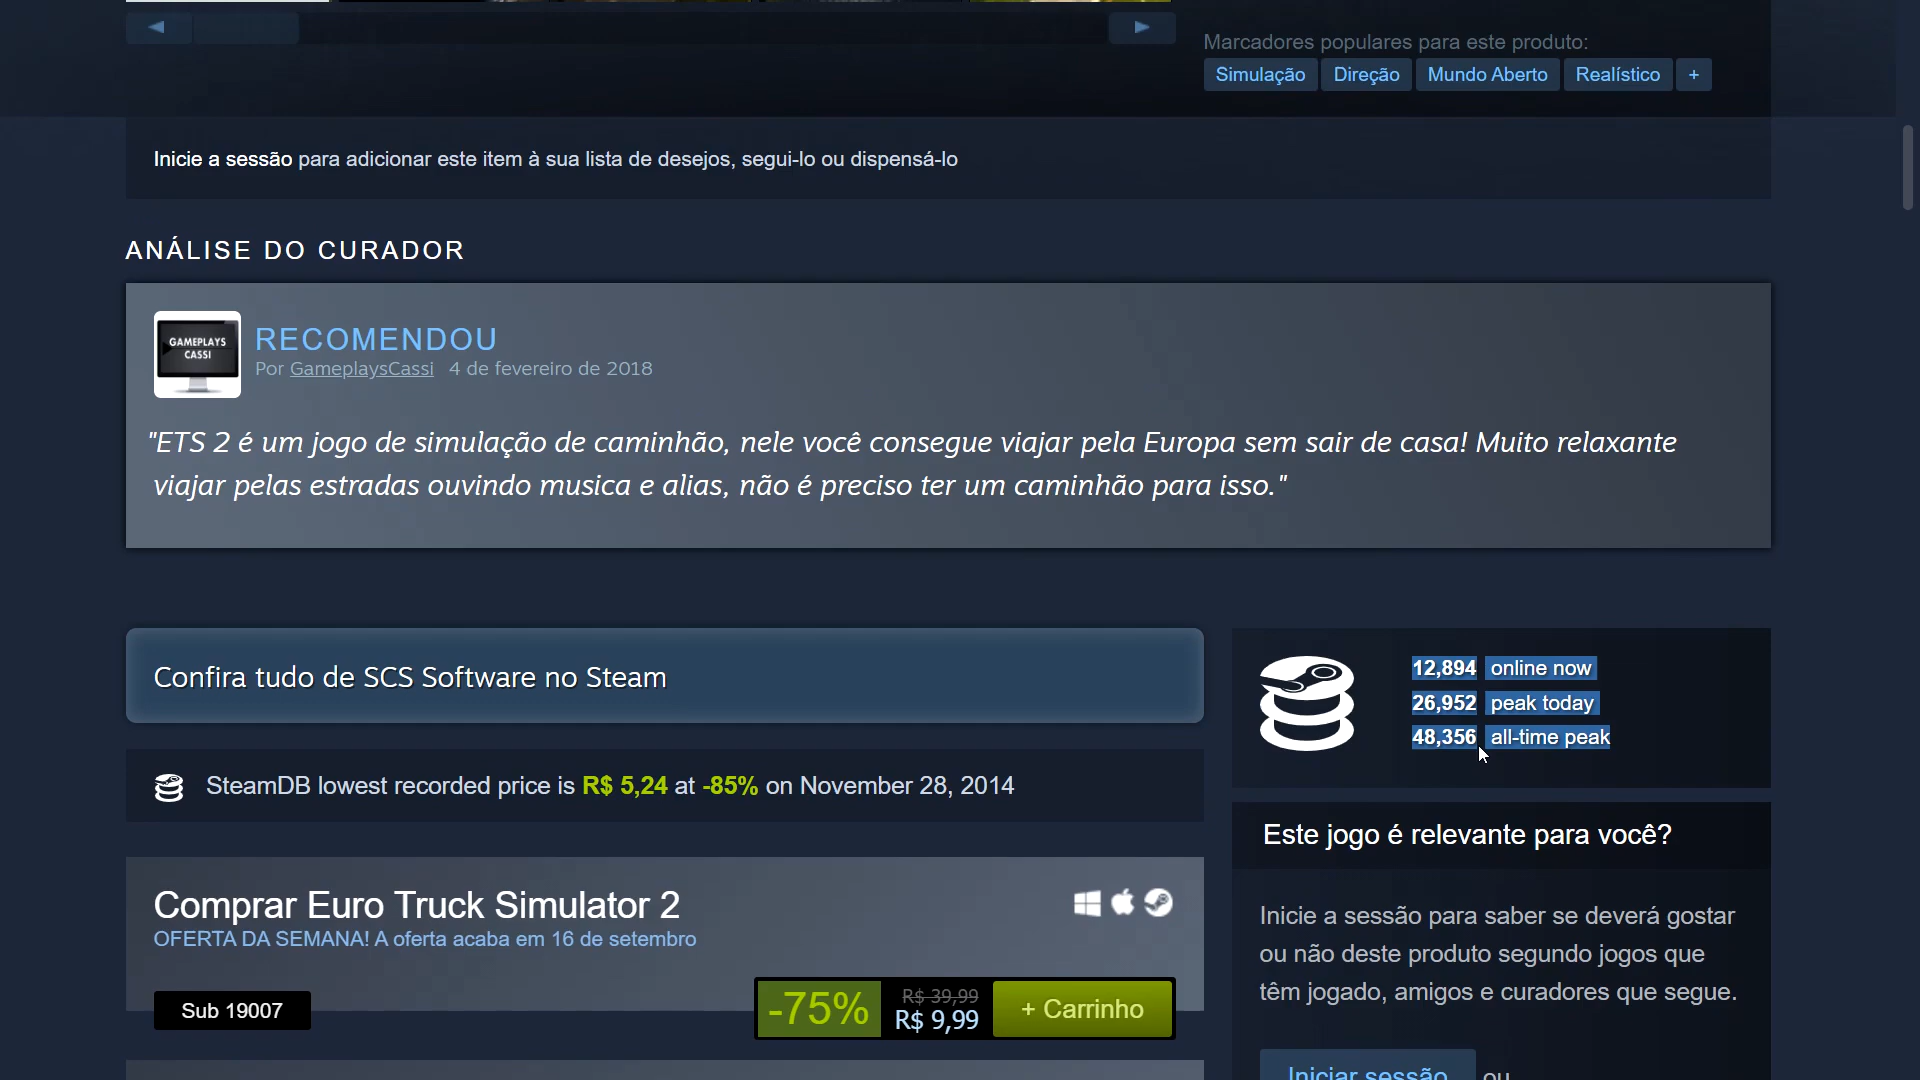 Marcadores populares para este produto:
Simulação Direção Mundo Aberto Realístico +
Inicie a sessão para adicionar este item à sua lista de desejos, segui-lo ou dispensá-lo
ANÁLISE DO CURADOR
GAMEPLAYS
CASSI
RECOMENDOU
Por GameplaysCassi 4 de fevereiro de 2018
"ETS 2 é um jogo de simulação de caminhão, nele você consegue viajar pela Europa sem sair de casa! Muito relaxante
viajar pelas estradas ouvindo musica e alias, não é preciso ter um caminhão para isso."
Confira tudo de SCS Software no Steam
12,894 online now
26,952 peak today
48,356 all-time peak
SteamDB lowest recorded price is R$ 5,24 at -85% on November 28, 2014
Este jogo é relevante para você?
Comprar Euro Truck Simulator 2
OFERTA DA SEMANA! A oferta acaba em 16 de setembro
Inicie a sessão para saber se deverá gostar
ou não deste produto segundo jogos que
têm jogado, amigos e curadores que segue.
Sub 19007
-75% R$ 39,99 R$ 9,99 + Carrinho
Iniciar sessão ou